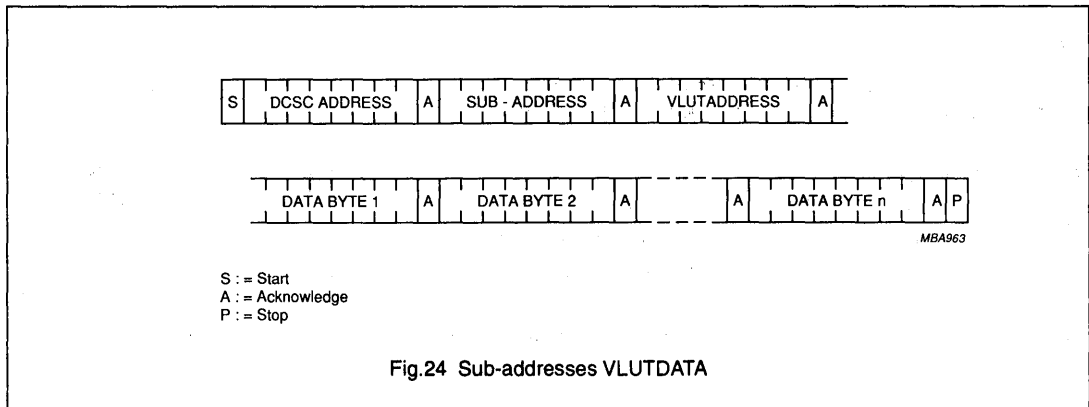 S DCSC ADDRESS A SUB - ADDRESS A VLUTADDRESS A
DATA BYTE 1 A DATA BYTE 2 A A DATA BYTE n A P
MBA963
S : = Start
A : = Acknowledge
P : = Stop
Fig.24 Sub-addresses VLUTDATA